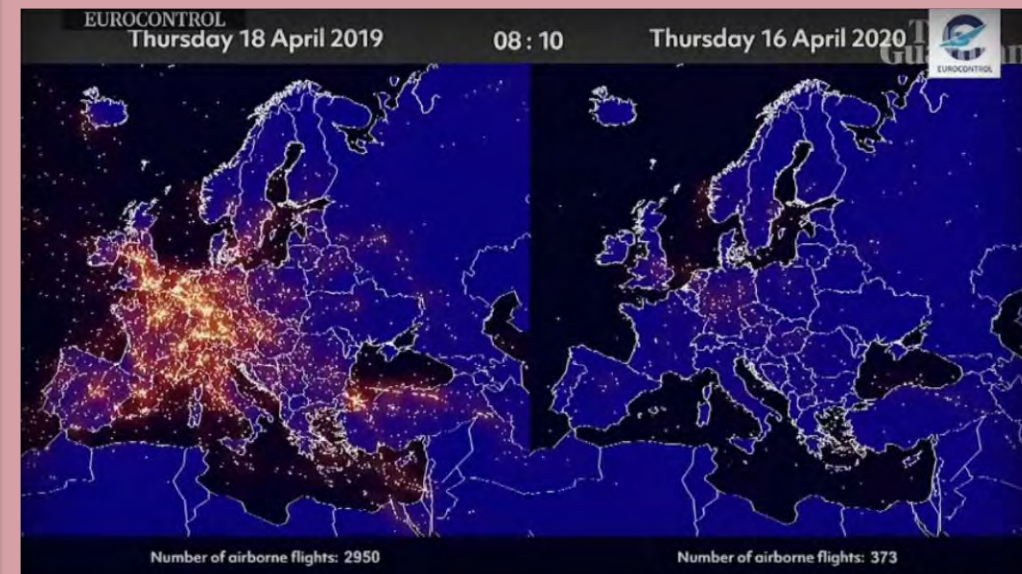 EUROCONTROL
Thursday 18 April 2019
08 : 10
Thursday 16 April 2020
EUROCONTROL
Number of airborne flights: 2950
Number of airborne flights: 373